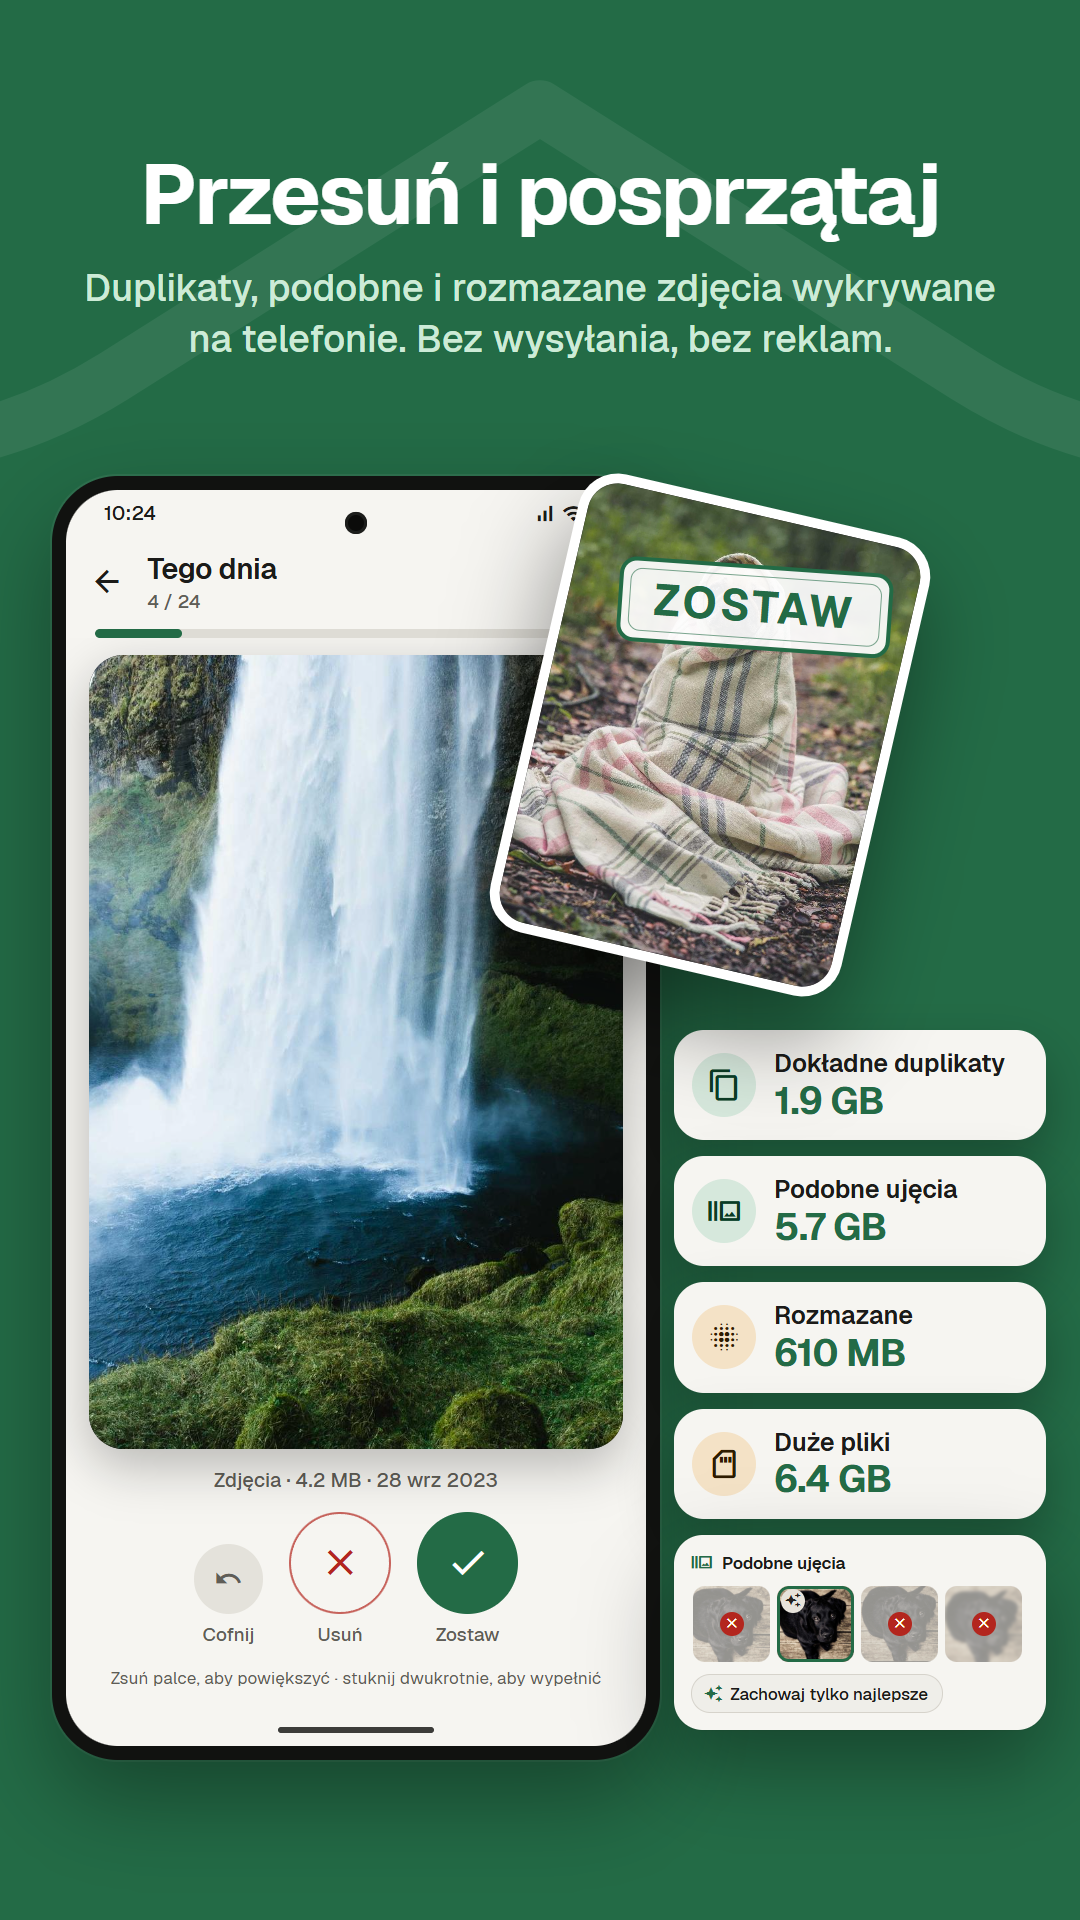 Przesuń i posprzątaj
Duplikaty, podobne i rozmazane zdjęcia wykrywane
na telefonie. Bez wysyłania, bez reklam.
10:24
Tego dnia
4 / 24
ZOSTAW
Dokładne duplikaty
1.9 GB
Podobne ujęcia
5.7 GB
Rozmazane
610 MB
Duże pliki
6.4 GB
Podobne ujęcia
Zachowaj tylko najlepsze
Zdjęcia · 4.2 MB · 28 wrz 2023
Cofnij
Usuń
Zostaw
Zsuń palce, aby powiększyć · stuknij dwukrotnie, aby wypełnić